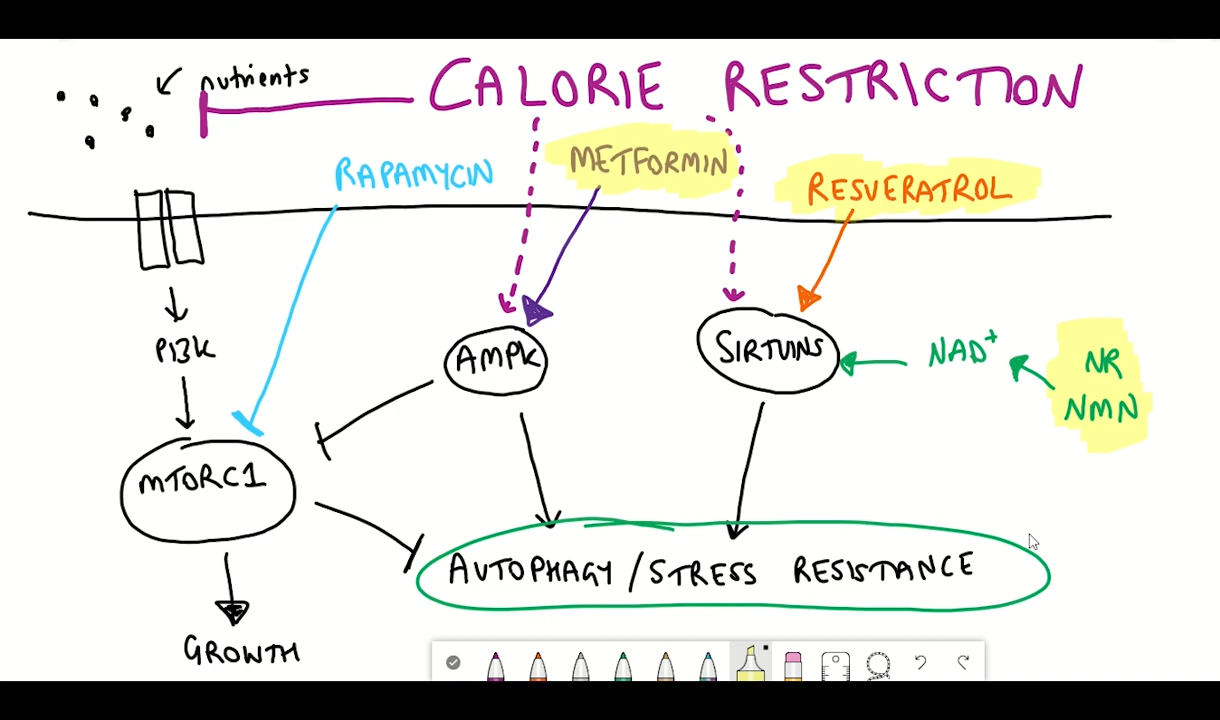 nutrients
CALORIE RESTRICTION
RAPAMYCIN
METFORMIN
RESVERATROL
PI3K
AMPK
SIRTUINS
NAD+
NR
NMN
mTORC1
AUTOPHAGY/STRESS RESISTANCE
GROWTH